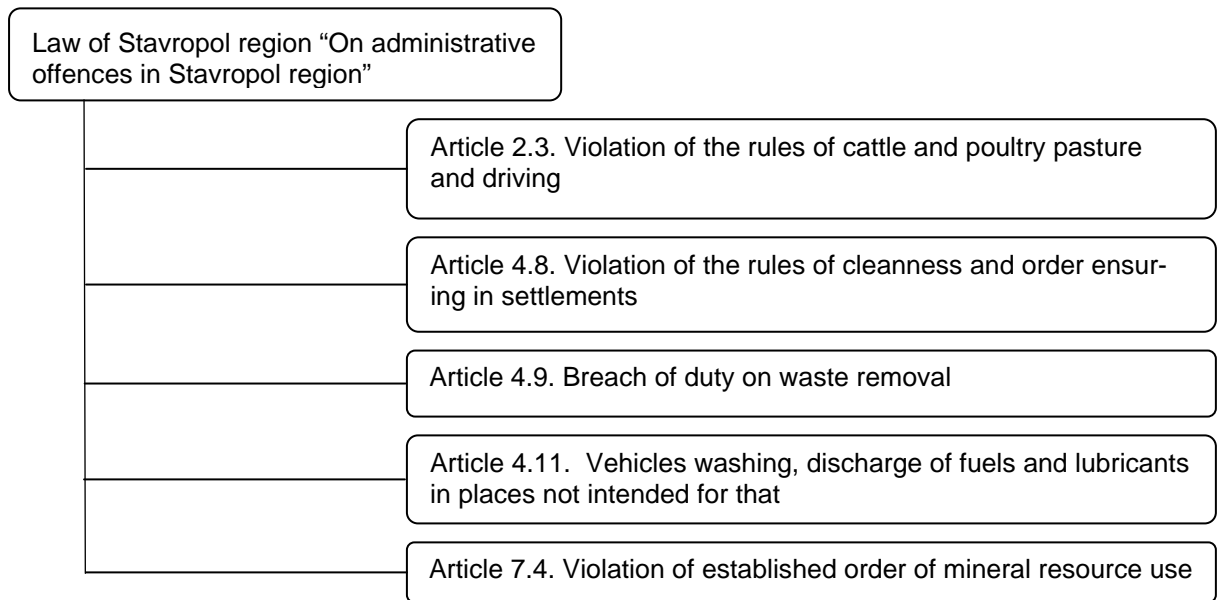 Law of Stavropol region “On administrative
offences in Stavropol region”
Article 2.3. Violation of the rules of cattle and poultry pasture
and driving
Article 4.8. Violation of the rules of cleanness and order ensur-
ing in settlements
Article 4.9. Breach of duty on waste removal
Article 4.11.  Vehicles washing, discharge of fuels and lubricants
in places not intended for that
Article 7.4. Violation of established order of mineral resource use